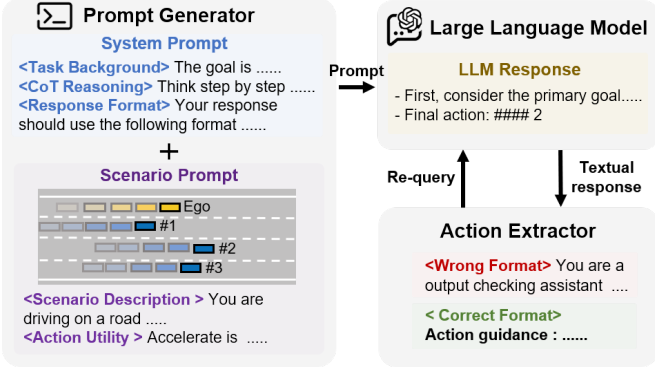 Prompt Generator
System Prompt
<Task Background> The goal is ......
<CoT Reasoning> Think step by step ......
<Response Format> Your response
should use the following format ......
+
Scenario Prompt
Ego
#1
#2
#3
<Scenario Description > You are
driving on a road .....
<Action Utility > Accelerate is .....
Prompt
Large Language Model
LLM Response
- First, consider the primary goal.....
- Final action: #### 2
Re-query
Textual
response
Action Extractor
<Wrong Format> You are a
output checking assistant ....
< Correct Format>
Action guidance : ......